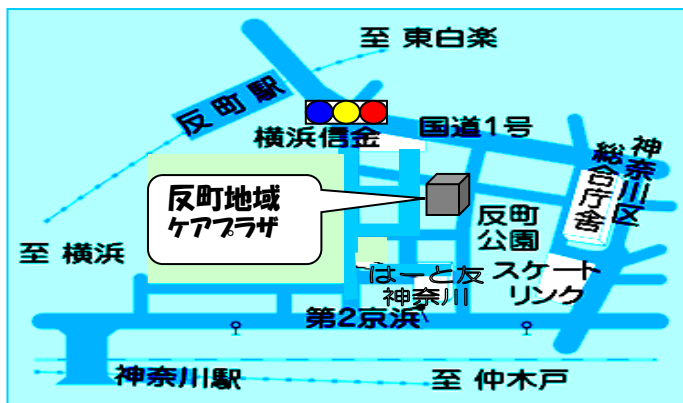 至 東白楽
反町駅
横浜信金
国道1号
神奈川区
総合庁舎
反町地域
ケアプラザ
反町
公園
至 横浜
はーと友
神奈川
スケート
リンク
第2京浜
神奈川駅
至 仲木戸